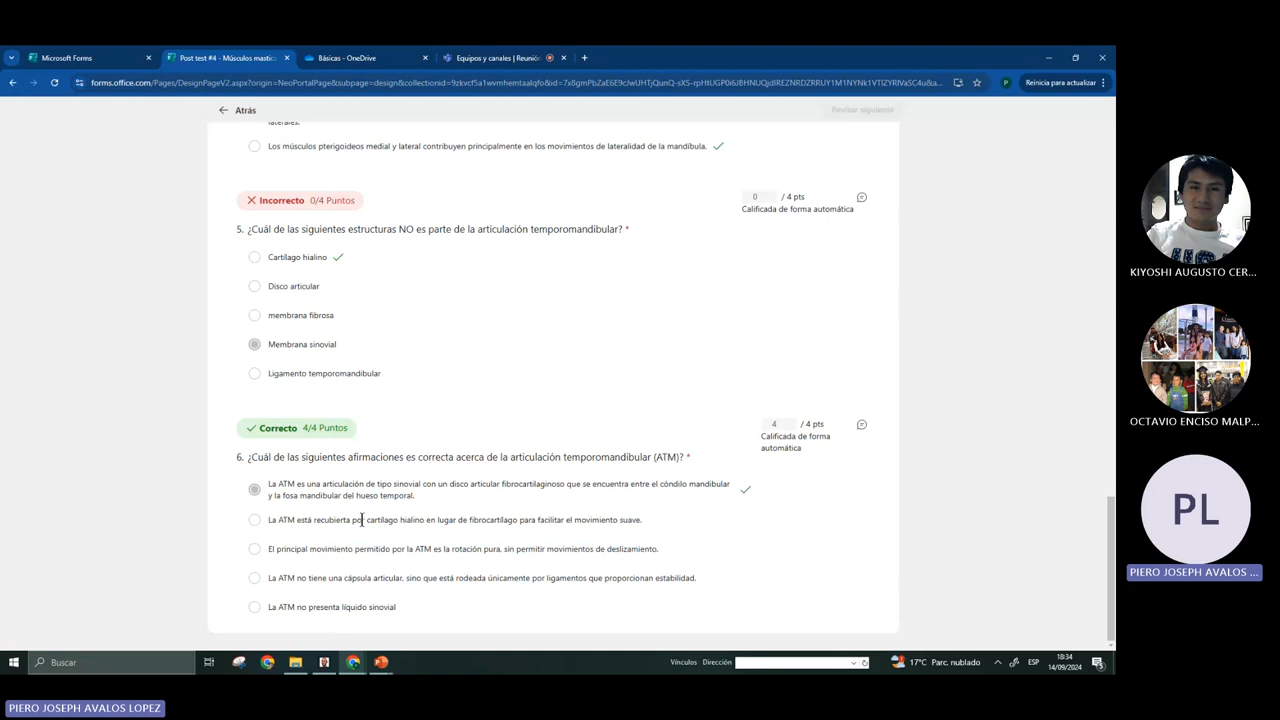 Microsoft Forms
Post test #4 - Músculos mastic
Básicas - OneDrive
Equipos y canales | Reunió
Reinicia para actualizar
Atrás
Revisar siguiente
laterales.
Los músculos pterigoideos medial y lateral contribuyen principalmente en los movimientos de lateralidad de la mandíbula.
Incorrecto 0/4 Puntos
0 / 4 pts
Calificada de forma automática
5. ¿Cuál de las siguientes estructuras NO es parte de la articulación temporomandibular? *
Cartílago hialino
Disco articular
membrana fibrosa
Membrana sinovial
Ligamento temporomandibular
Correcto 4/4 Puntos
4 / 4 pts
Calificada de forma
automática
6. ¿Cuál de las siguientes afirmaciones es correcta acerca de la articulación temporomandibular (ATM)? *
La ATM es una articulación de tipo sinovial con un disco articular fibrocartilaginoso que se encuentra entre el cóndilo mandibular
y la fosa mandibular del hueso temporal.
La ATM está recubierta por cartílago hialino en lugar de fibrocartílago para facilitar el movimiento suave.
El principal movimiento permitido por la ATM es la rotación pura, sin permitir movimientos de deslizamiento.
La ATM no tiene una cápsula articular, sino que está rodeada únicamente por ligamentos que proporcionan estabilidad.
La ATM no presenta líquido sinovial
KIYOSHI AUGUSTO CER...
OCTAVIO ENCISO MALP...
PL
PIERO JOSEPH AVALOS ...
Buscar
Vínculos
Dirección
17°C Parc. nublado
ESP
18:34
14/09/2024
PIERO JOSEPH AVALOS LOPEZ